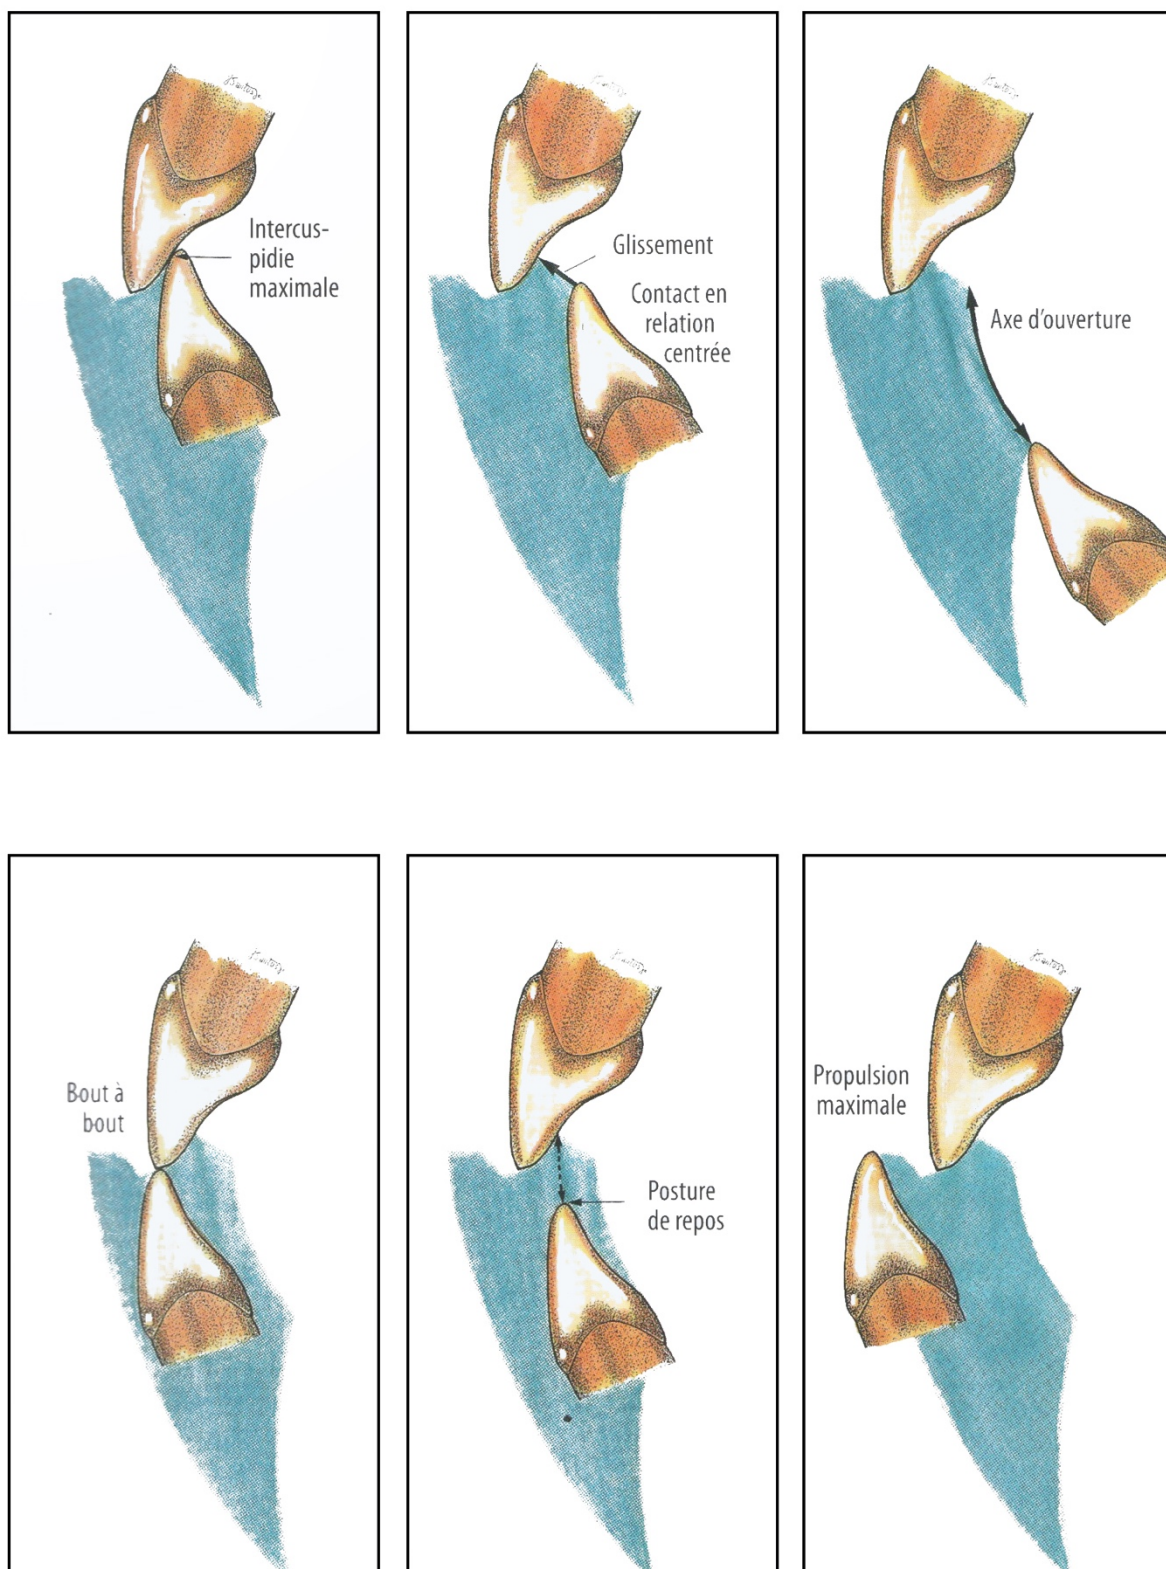 Intercus-
pidie
maximale
Glissement
Contact en
relation
centrée
Axe d'ouverture
Bout à
bout
Posture
de repos
Propulsion
maximale